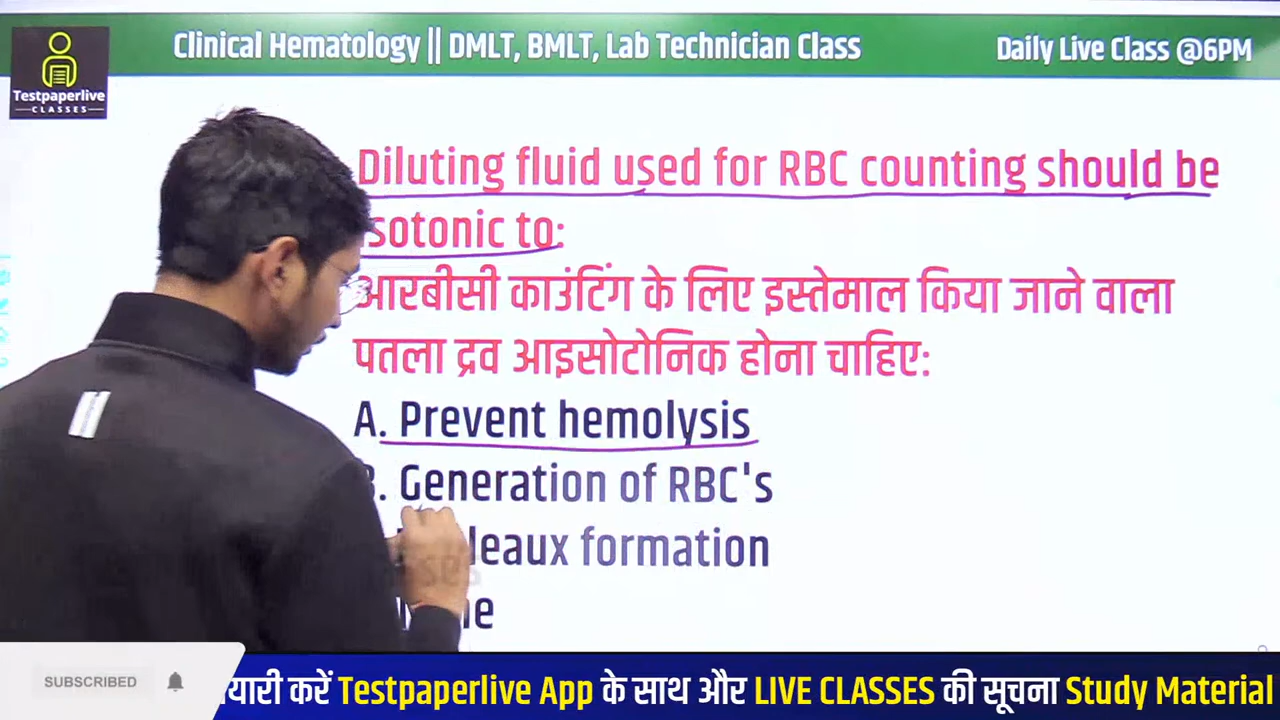 Testpaperlive
CLASSES
Clinical Hematology || DMLT, BMLT, Lab Technician Class
Daily Live Class @6PM
Diluting fluid used for RBC counting should be
sotonic to:
आरबीसी काउंटिंग के लिए इस्तेमाल किया जाने वाला
पतला द्रव आइसोटोनिक होना चाहिए:
A. Prevent hemolysis
B. Generation of RBC's
leaux formation
SUBSCRIBED
यारी करें Testpaperlive App के साथ और LIVE CLASSES की सूचना Study Material